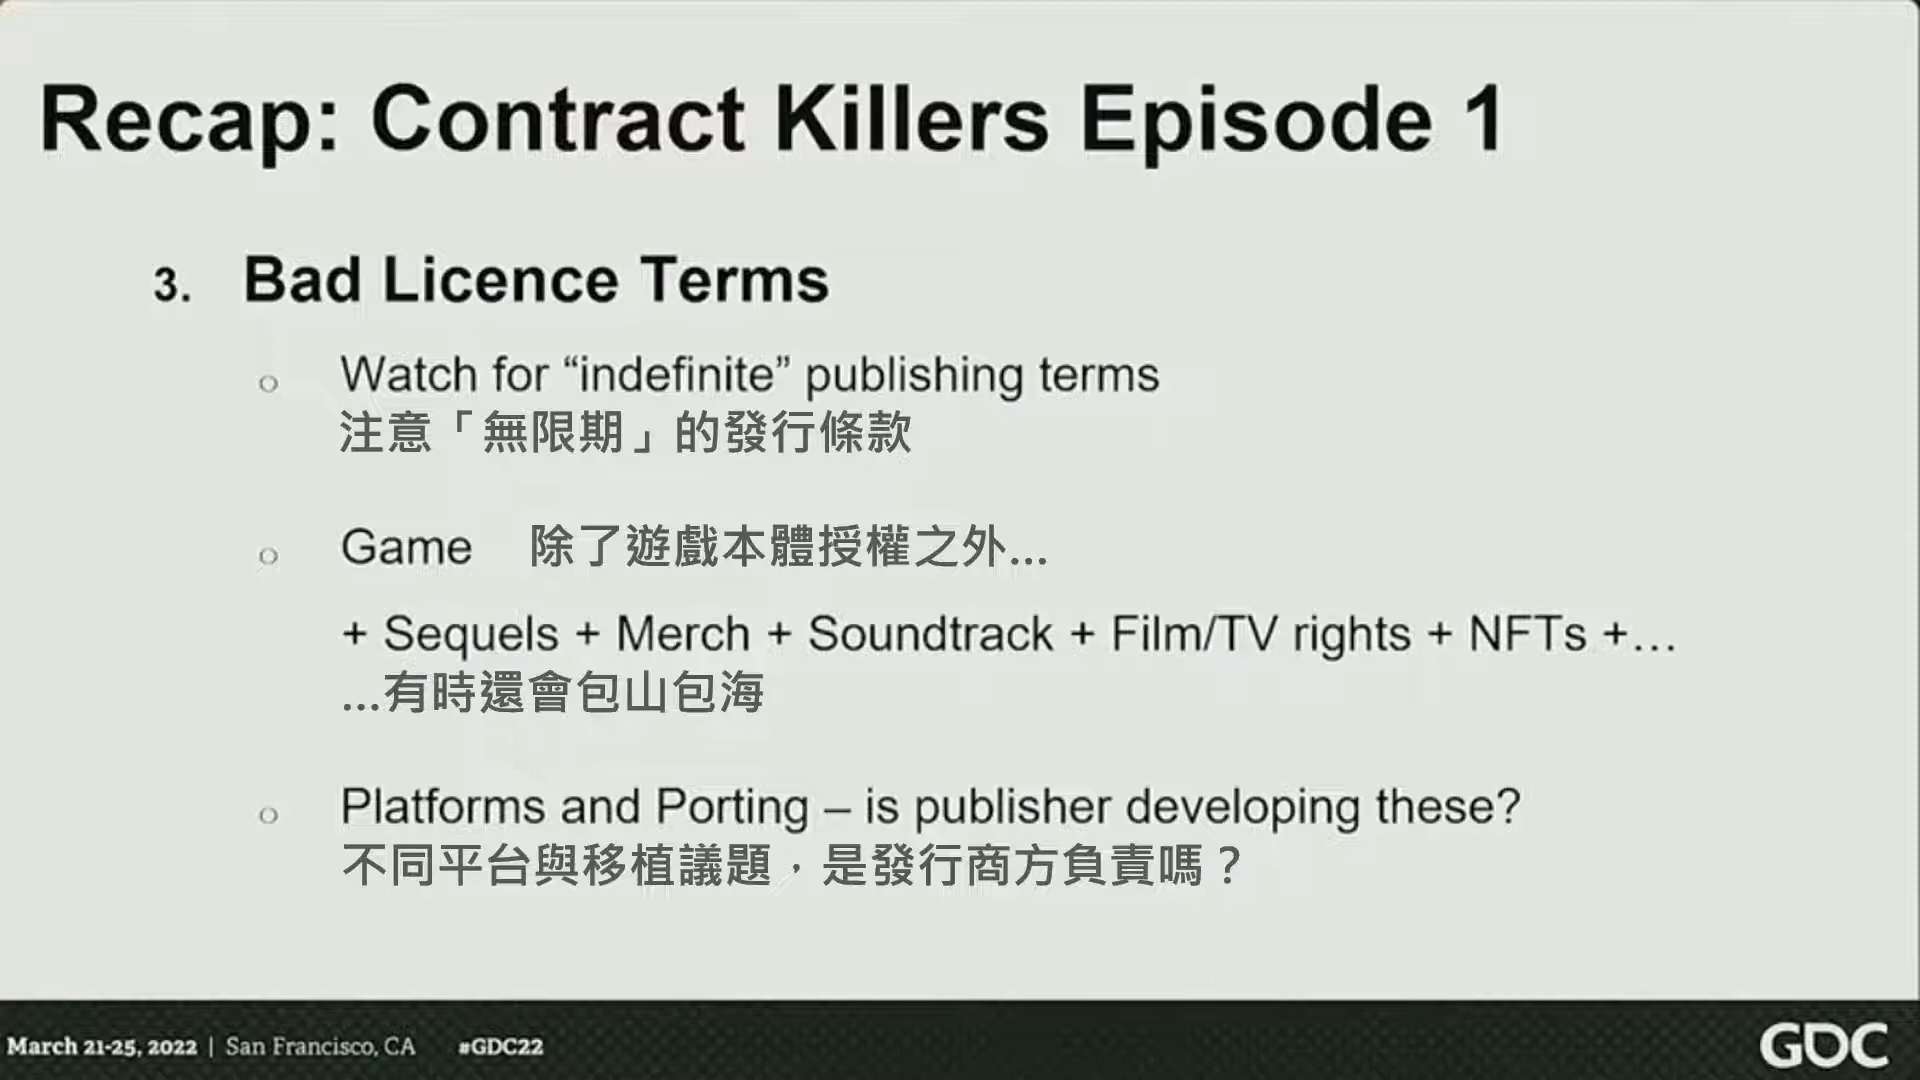 Recap: Contract Killers Episode 1
3. Bad Licence Terms
○ Watch for “indefinite” publishing terms
注意「無限期」的發行條款
○ Game 除了遊戲本體授權之外...
+ Sequels + Merch + Soundtrack + Film/TV rights + NFTs +…
...有時還會包山包海
○ Platforms and Porting – is publisher developing these?
不同平台與移植議題，是發行商方負責嗎？
March 21-25, 2022 | San Francisco, CA #GDC22
GDC